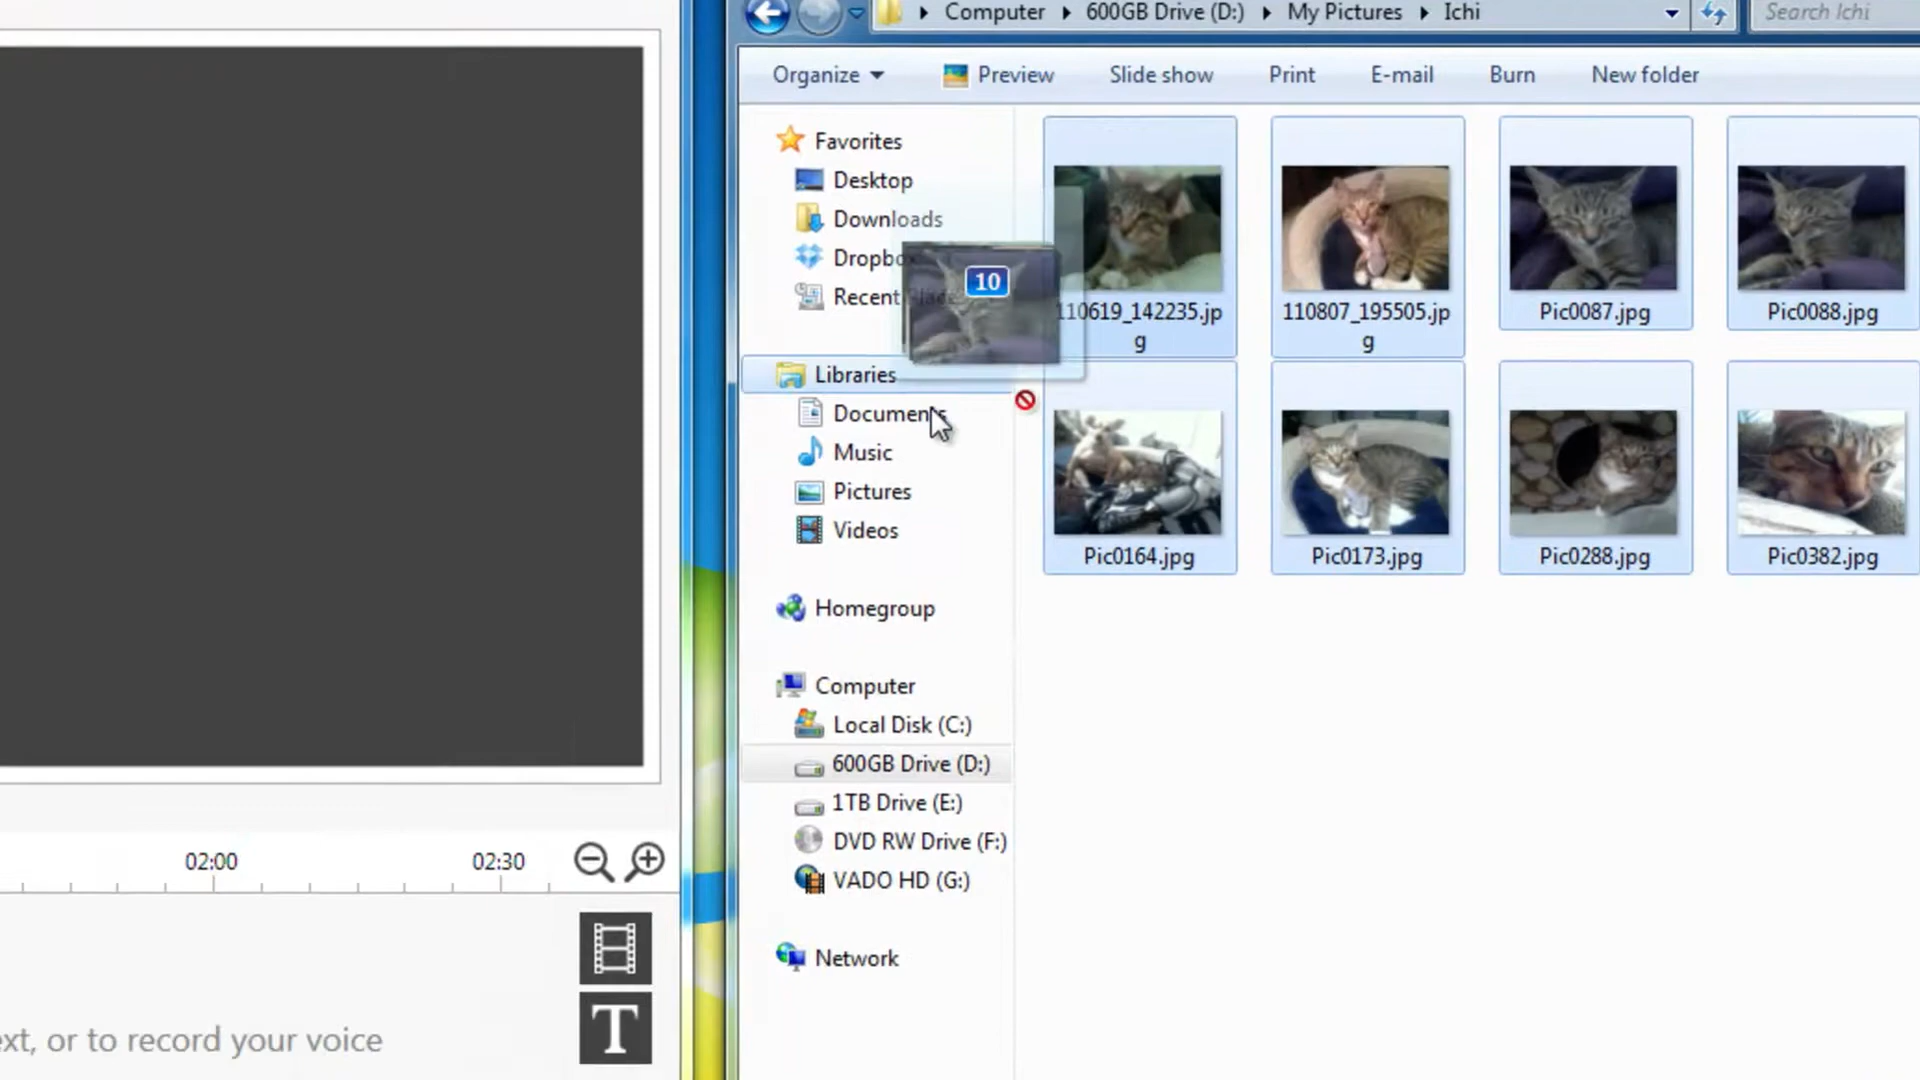 Computer 600GB Drive (D:) My Pictures Ichi
Search Ichi
Organize Preview Slide show Print E-mail Burn New folder
Favorites
Desktop
Downloads
Dropbo
Recent Places
Libraries
Documents
Music
Pictures
Videos
Homegroup
Computer
Local Disk (C:)
600GB Drive (D:)
1TB Drive (E:)
DVD RW Drive (F:)
VADO HD (G:)
Network
10
110619_142235.jp
g
110807_195505.jp
g
Pic0087.jpg
Pic0088.jpg
Pic0164.jpg
Pic0173.jpg
Pic0288.jpg
Pic0382.jpg
02:00
02:30
T
ext, or to record your voice